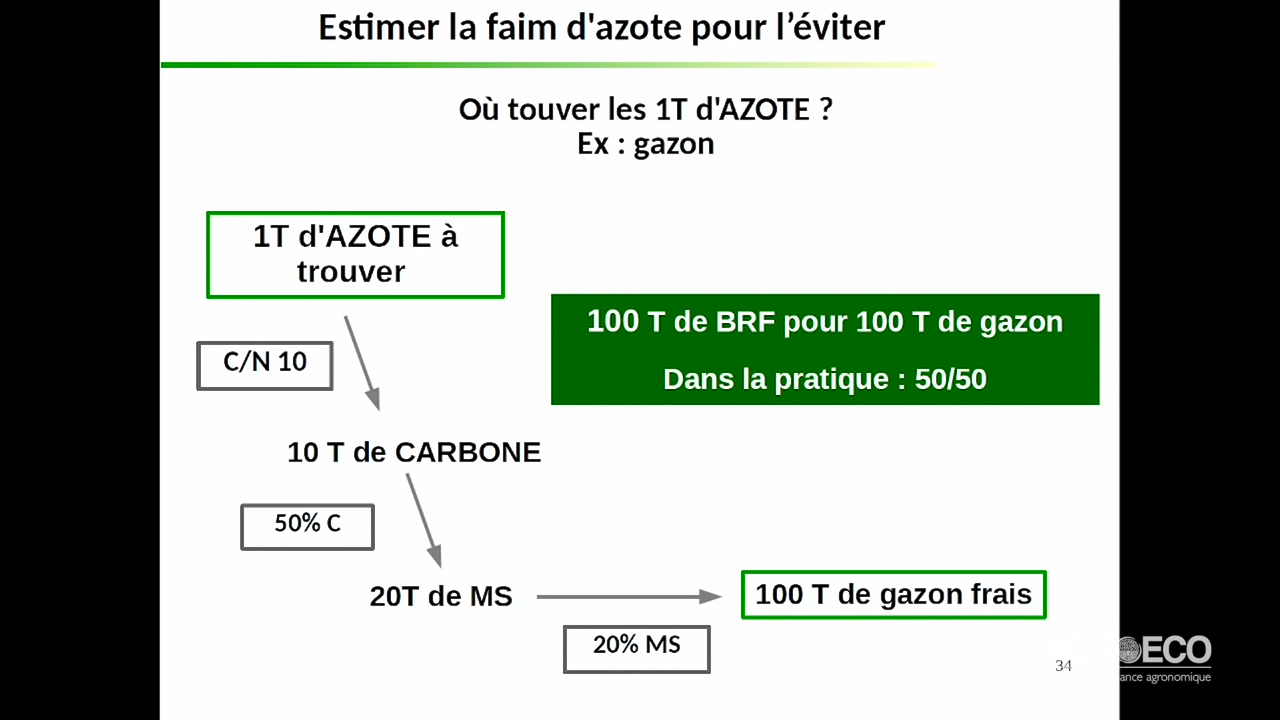 Estimer la faim d'azote pour l’éviter
Où touver les 1T d'AZOTE ?
Ex : gazon
1T d'AZOTE à
trouver
100 T de BRF pour 100 T de gazon
Dans la pratique : 50/50
C/N 10
10 T de CARBONE
50% C
20T de MS
100 T de gazon frais
20% MS
34
ECO
ance agronomique